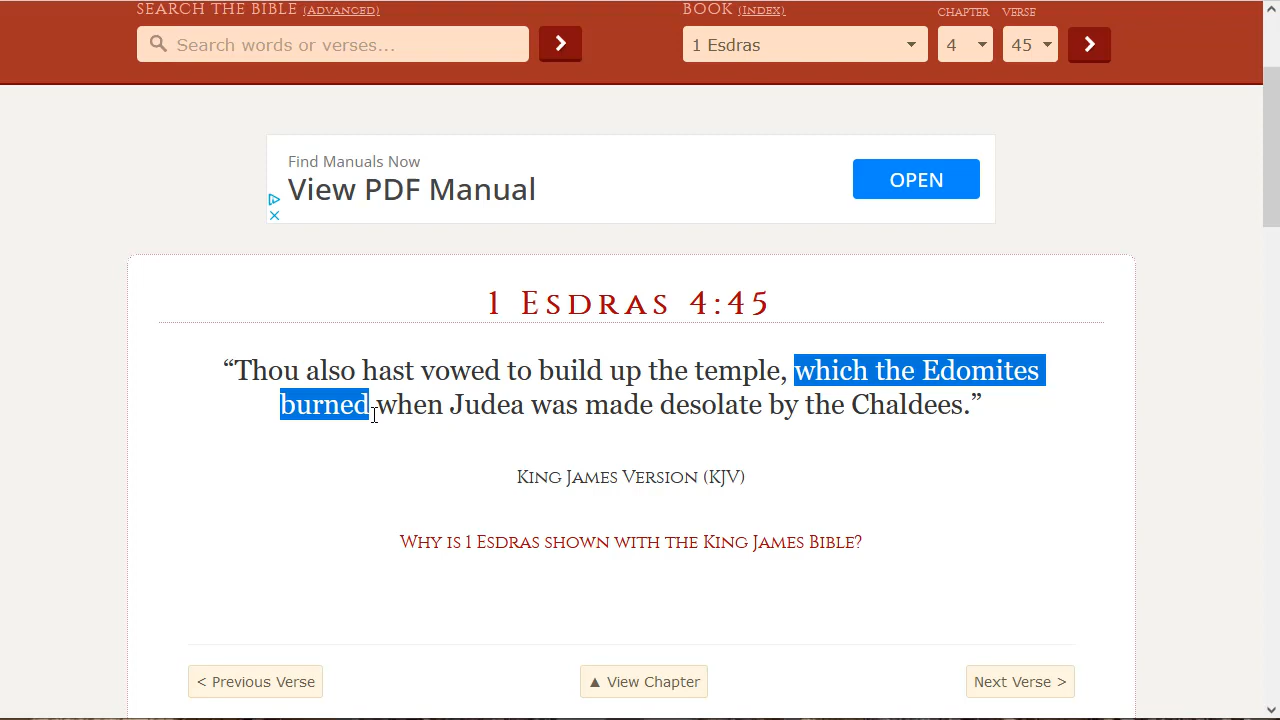 SEARCH THE BIBLE (ADVANCED)
BOOK (INDEX)
CHAPTER VERSE
Search words or verses...
1 Esdras
4
45
Find Manuals Now
View PDF Manual
OPEN
1 ESDRAS 4:45
“Thou also hast vowed to build up the temple, which the Edomites
burned when Judea was made desolate by the Chaldees.”
KING JAMES VERSION (KJV)
WHY IS 1 ESDRAS SHOWN WITH THE KING JAMES BIBLE?
< Previous Verse
▲ View Chapter
Next Verse >